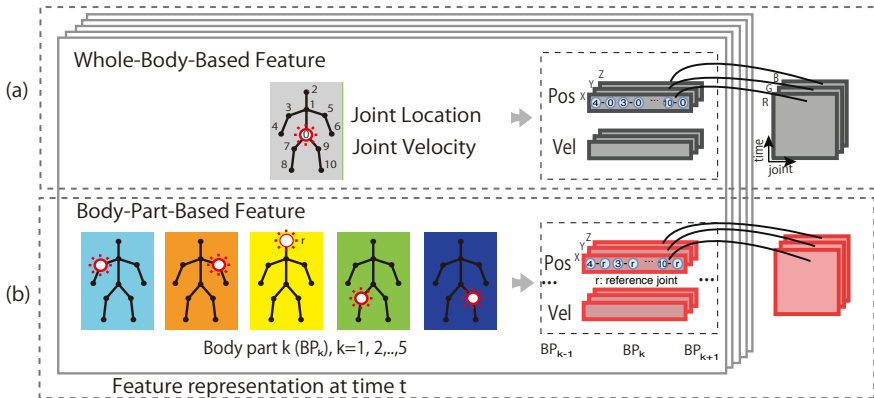 (a)
Whole-Body-Based Feature
2
1
3
5
4
0
6
7
9
8
10
Joint Location
Joint Velocity
Z
Y
X
Pos
4-0 3-0 ... 10-0
Vel
B
G
R
time
joint
(b)
Body-Part-Based Feature
r
Body part k (BPk), k=1, 2,..,5
Z
Y
X
Pos
4-r 3-r ... 10-r
... r: reference joint ...
Vel
BPk-1 BPk BPk+1
Feature representation at time t